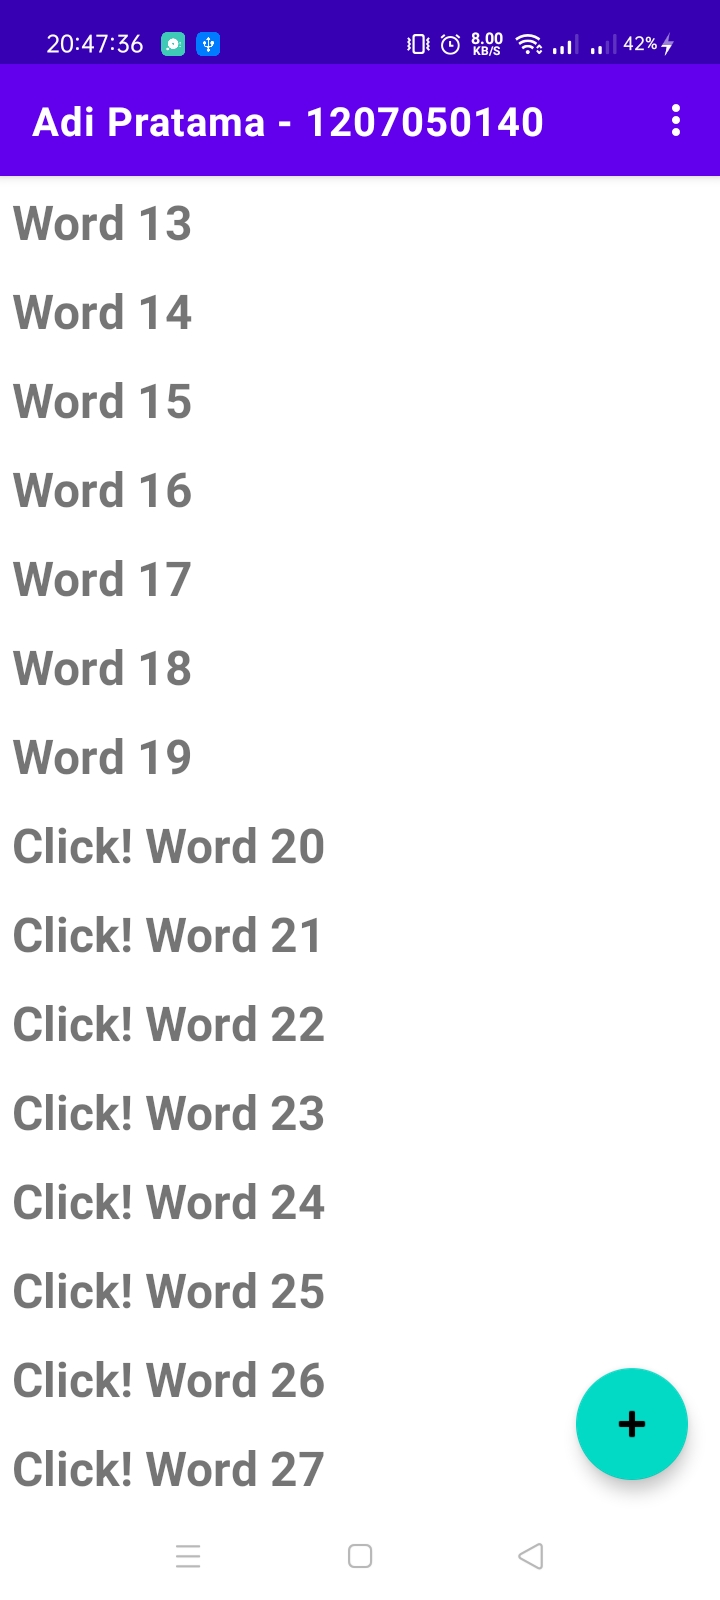 20:47:36 8.00 KB/S 42%
Adi Pratama - 1207050140
Word 13
Word 14
Word 15
Word 16
Word 17
Word 18
Word 19
Click! Word 20
Click! Word 21
Click! Word 22
Click! Word 23
Click! Word 24
Click! Word 25
Click! Word 26
Click! Word 27